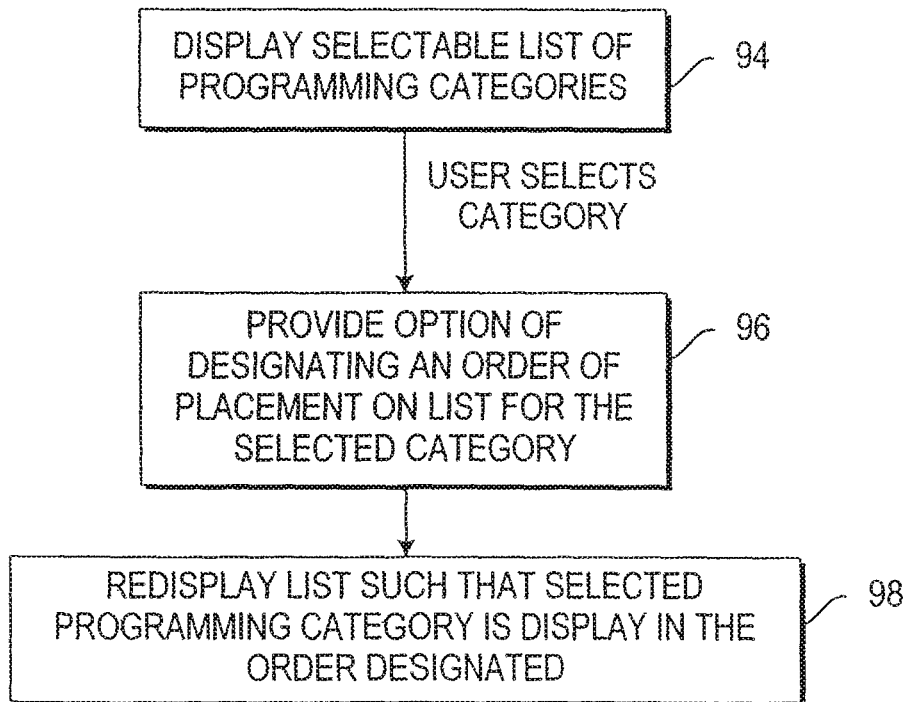 DISPLAY SELECTABLE LIST OF
PROGRAMMING CATEGORIES
94
USER SELECTS
CATEGORY
PROVIDE OPTION OF
DESIGNATING AN ORDER OF
PLACEMENT ON LIST FOR THE
SELECTED CATEGORY
96
REDISPLAY LIST SUCH THAT SELECTED
PROGRAMMING CATEGORY IS DISPLAY IN THE
ORDER DESIGNATED
98